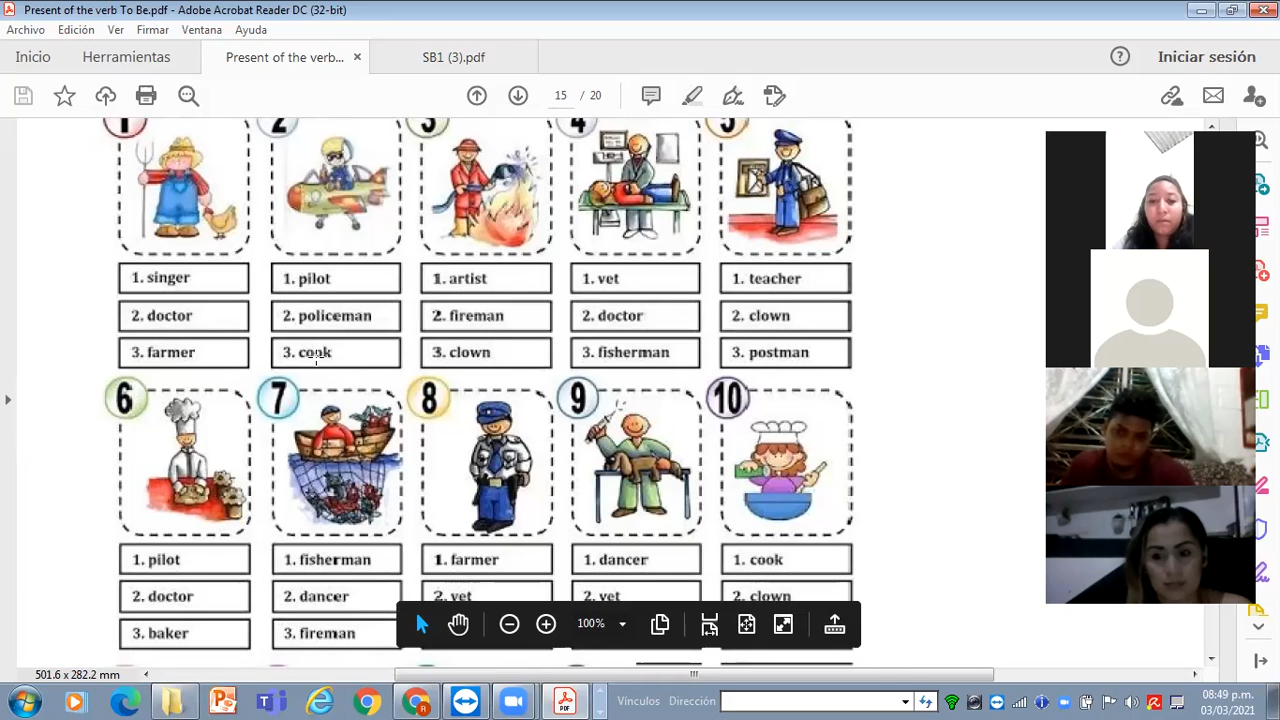 Present of the verb To Be.pdf - Adobe Acrobat Reader DC (32-bit)
Archivo Edición Ver Firmar Ventana Ayuda
Inicio Herramientas Present of the verb... × SB1 (3).pdf Iniciar sesión
15 / 20
1 2 3 4 5
1. singer 1. pilot 1. artist 1. vet 1. teacher
2. doctor 2. policeman 2. fireman 2. doctor 2. clown
3. farmer 3. cook 3. clown 3. fisherman 3. postman
6 7 8 9 10
1. pilot 1. fisherman 1. farmer 1. dancer 1. cook
2. doctor 2. dancer 2. vet 2. vet 2. clown
3. baker 3. fireman
100%
501.6 x 282.2 mm
Vínculos Dirección 08:49 p.m.
03/03/2021